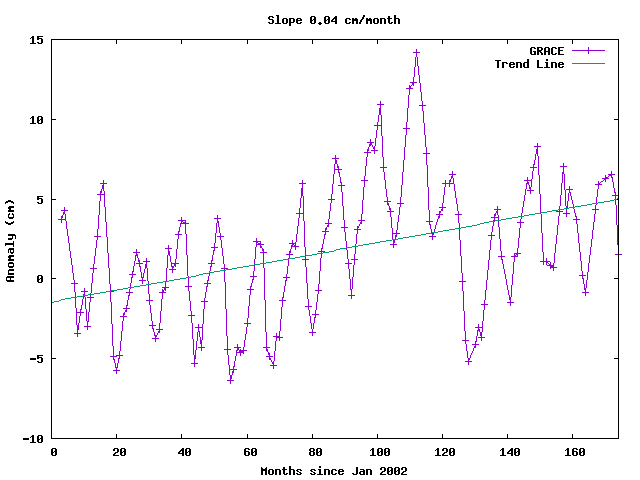 Slope 0.04 cm/month
15
GRACE
Trend Line
10
5
0
-5
-10
Anomaly (cm)
0 20 40 60 80 100 120 140 160
Months since Jan 2002